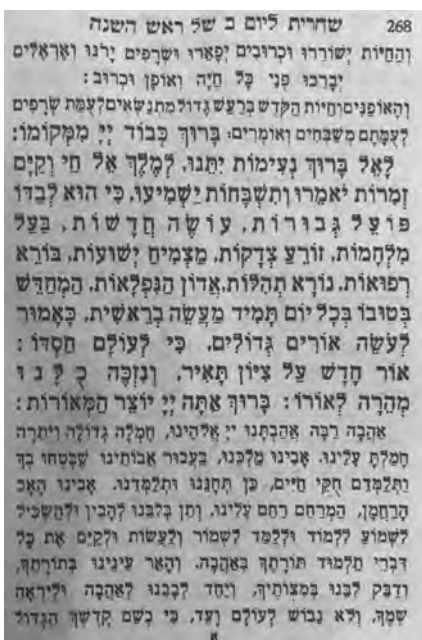 268 שחרית ליום ב של ראש השנה
וְהַחַיּוֹת יְשׁוֹרֵרוּ וּכְרוּבִים יְפָאֵרוּ וּשְׂרָפִים יָרֹנּוּ וְאֶרְאֶלִּים
יְבָרֵכוּ פְּנֵי כָּל חַיָּה וְאוֹפַן וּכְרוּב׃
וְהָאוֹפַנִּים וְחַיּוֹת הַקֹּדֶשׁ בְּרַעַשׁ גָּדוֹל מִתְנַשְּׂאִים לְעֻמַּת שְׂרָפִים
לְעֻמָּתָם מְשַׁבְּחִים וְאוֹמְרִים׃ בָּרוּךְ כְּבוֹד יְיָ מִמְּקוֹמוֹ׃
לָאֵל בָּרוּךְ נְעִימוֹת יִתֵּנוּ. לְמֶלֶךְ אֵל חַי וְקַיָּם
זְמִרוֹת יֹאמֵרוּ וְתִשְׁבָּחוֹת יַשְׁמִיעוּ. כִּי הוּא לְבַדּוֹ
פּוֹעֵל גְּבוּרוֹת. עוֹשֶׂה חֲדָשׁוֹת. בַּעַל
מִלְחָמוֹת. זוֹרֵעַ צְדָקוֹת. מַצְמִיחַ יְשׁוּעוֹת. בּוֹרֵא
רְפוּאוֹת. נוֹרָא תְהִלּוֹת. אֲדוֹן הַנִּפְלָאוֹת. הַמְחַדֵּשׁ
בְּטוּבוֹ בְּכָל יוֹם תָּמִיד מַעֲשֵׂה בְרֵאשִׁית. כָּאָמוּר
לְעֹשֵׂה אוֹרִים גְּדוֹלִים. כִּי לְעוֹלָם חַסְדּוֹ׃
אוֹר חָדָשׁ עַל צִיּוֹן תָּאִיר. וְנִזְכֶּה כֻלָּנוּ
מְהֵרָה לְאוֹרוֹ׃ בָּרוּךְ אַתָּה יְיָ יוֹצֵר הַמְּאוֹרוֹת׃
אַהֲבָה רַבָּה אֲהַבְתָּנוּ יְיָ אֱלֹהֵינוּ. חֶמְלָה גְדוֹלָה וִיתֵרָה
חָמַלְתָּ עָלֵינוּ. אָבִינוּ מַלְכֵּנוּ. בַּעֲבוּר אֲבוֹתֵינוּ שֶׁבָּטְחוּ בְךָ
וַתְּלַמְּדֵם חֻקֵּי חַיִּים. כֵּן תְּחָנֵּנוּ וּתְלַמְּדֵנוּ. אָבִינוּ הָאָב
הָרַחֲמָן. הַמְרַחֵם רַחֵם עָלֵינוּ. וְתֵן בְּלִבֵּנוּ לְהָבִין וּלְהַשְׂכִּיל
לִשְׁמוֹעַ לִלְמוֹד וּלְלַמֵּד לִשְׁמוֹר וְלַעֲשׂוֹת וּלְקַיֵּם אֶת כָּל
דִּבְרֵי תַלְמוּד תּוֹרָתֶךָ בְּאַהֲבָה. וְהָאֵר עֵינֵינוּ בְּתוֹרָתֶךָ.
וְדַבֵּק לִבֵּנוּ בְּמִצְוֹתֶיךָ. וְיַחֵד לְבָבֵנוּ לְאַהֲבָה וּלְיִרְאָה
שְׁמֶךָ. וְלֹא נֵבוֹשׁ לְעוֹלָם וָעֶד. כִּי בְשֵׁם קָדְשְׁךָ הַגָּדוֹל